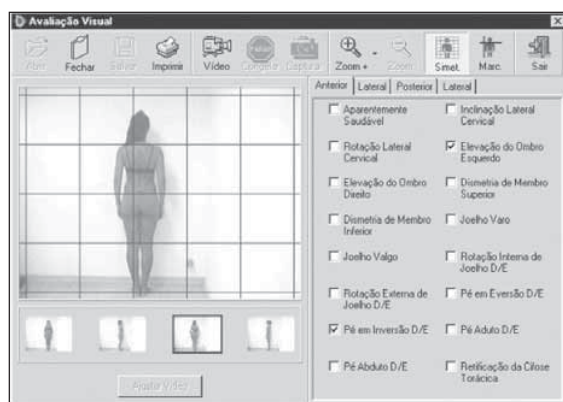 Avaliação Visual
Abrir Fechar Salvar Imprimir Vídeo Congelar Captura Zoom + Zoom - Simet. Marc. Sair
Anterior Lateral Posterior Lateral
Aparentemente
Saudável
Inclinação Lateral
Cervical
Rotação Lateral
Cervical
Elevação do Ombro
Esquerdo
Elevação do Ombro
Direito
Dismetria de Membro
Superior
Dismetria de Membro
Inferior
Joelho Varo
Joelho Valgo
Rotação Interna de
Joelho D/E
Rotação Externa de
Joelho D/E
Pé em Eversão D/E
Pé em Inversão D/E
Pé Aduto D/E
Pé Abduto D/E
Retificação da Cifose
Torácica
Ajustar Vídeo